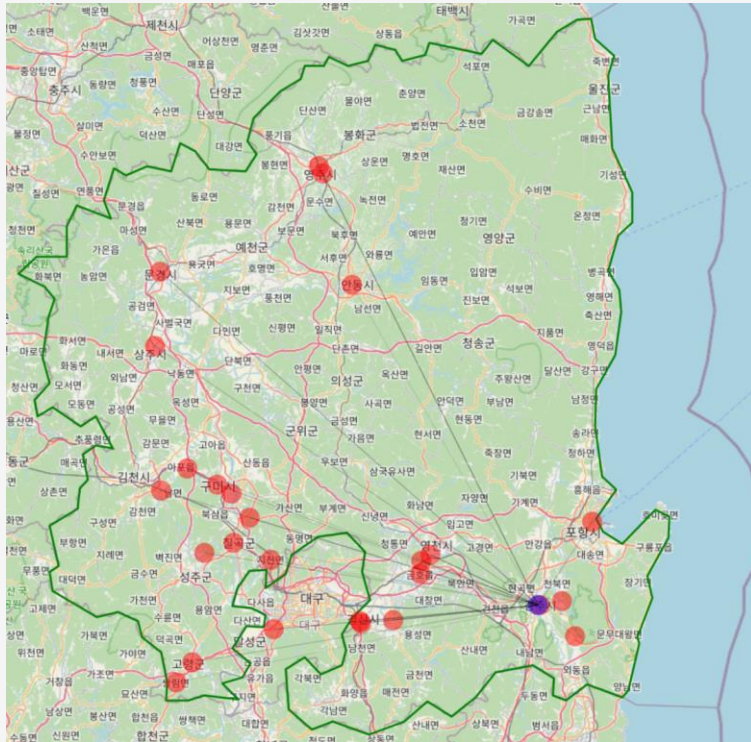 백운면
제천시
김삿갓면
상동읍
태백시
가곡면
소태면
산척면
금성면
매포읍
어상천면
영춘면
석포면
죽변면
중앙탑면
동량면
청풍면
단양군
춘양면
울진군
충주시
수산면
단성면
단산면
물야면
금강송면
근남면
불정면
살미면
덕산면
대강면
풍기읍
봉화군
법전면
소천면
매화면
수안보면
봉현면
영주시
상운면
명호면
재산면
기성면
칠성면
연풍면
동로면
감천면
문수면
녹전면
수비면
온정면
청천면
문경읍
산북면
용문면
보문면
북후면
예안면
청기면
마성면
예천군
와룡면
영양군
속리산국
가은읍
용궁면
호명면
서후면
안동시
임동면
입암면
석보면
병곡면
화북면
농암면
문경시
지보면
풍천면
진보면
영해면
공검면
남선면
축산면
사벌국면
다인면
신평면
일직면
지품면
화서면
내서면
상주시
단북면
단촌면
길안면
청송군
영덕읍
마로면
화동면
외남면
낙동면
안평면
옥산면
달산면
강구면
청산면
모서면
구천면
의성군
주왕산면
모동면
공성면
옥성면
봉양면
사곡면
안덕면
부남면
남정면
무을면
금성면
현동면
추풍령면
감문면
고아읍
군위군
가음면
현서면
송라면
매곡면
아포읍
산동읍
우보면
죽장면
청하면
김천시
구미시
삼국유사면
기북면
상촌면
감천면
가산면
부계면
화남면
자양면
흥해읍
구성면
북삼읍
신녕면
임고면
기계면
호미곶면
부항면
지례면
벽진면
칠곡군
동명면
청통면
영천시
고경면
안강읍
포항시
구룡포읍
무풍면
성주군
지천면
대송면
대덕면
금수면
금호읍
북안면
현곡면
천북면
장기면
고제면
가천면
다사읍
대구
대창면
건천읍
수륜면
용암면
다산면
대구
문무대왕면
가북면
덕곡면
달성군
남천면
용성면
산내면
내남면
위천면
가야면
고령군
유가읍
각북면
외동읍
거창읍
가조면
쌍림면
화양읍
매전면
금천면
두동면
양남면
묘산면
각남면
남상면
봉산면
합천읍
쌍책면
대합면
산내면
상북면
범서읍
신원면
합천군
상동면